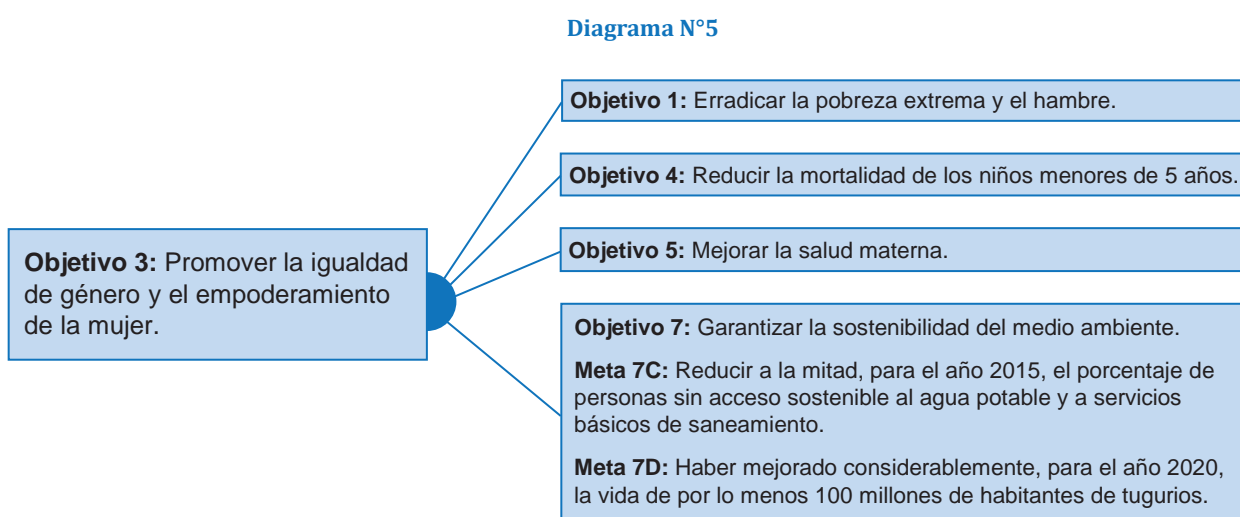 Diagrama N°5
Objetivo 1: Erradicar la pobreza extrema y el hambre.
Objetivo 4: Reducir la mortalidad de los niños menores de 5 años.
Objetivo 3: Promover la igualdad
de género y el empoderamiento
de la mujer.
Objetivo 5: Mejorar la salud materna.
Objetivo 7: Garantizar la sostenibilidad del medio ambiente.
Meta 7C: Reducir a la mitad, para el año 2015, el porcentaje de
personas sin acceso sostenible al agua potable y a servicios
básicos de saneamiento.
Meta 7D: Haber mejorado considerablemente, para el año 2020,
la vida de por lo menos 100 millones de habitantes de tugurios.